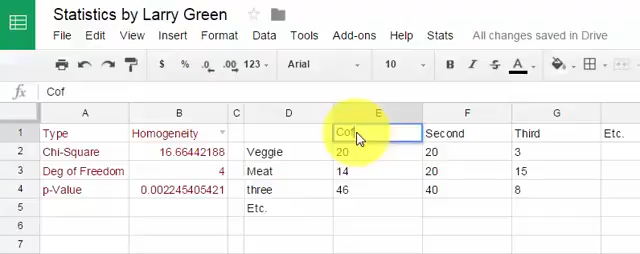 Statistics by Larry Green
File Edit View Insert Format Data Tools Add-ons Help Stats All changes saved in Drive
$ % .0 .00 123 Arial 10 B I S A
fx Cof
A B C D E F G H
1 Type Homogeneity Cof Second Third Etc.
2 Chi-Square 16.66442188 Veggie 20 20 3
3 Deg of Freedom 4 Meat 14 20 15
4 p-Value 0.002245405421 three 46 40 8
5 Etc.
6
7